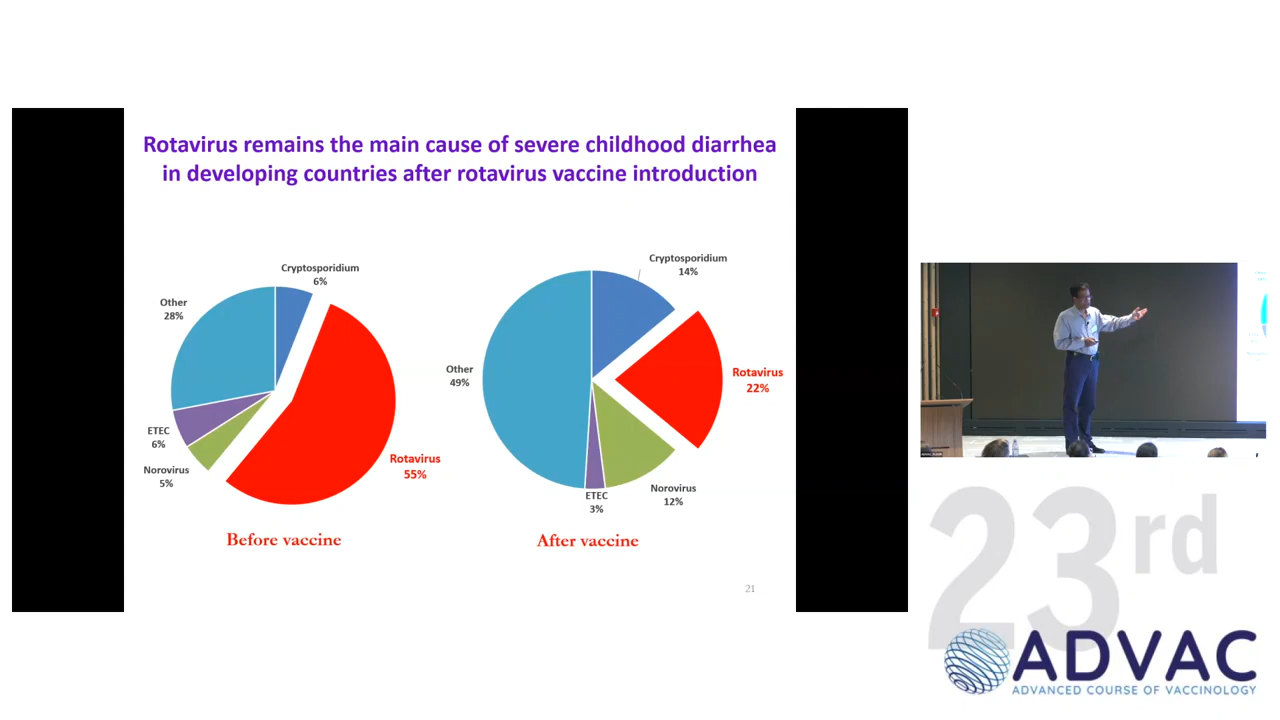 Rotavirus remains the main cause of severe childhood diarrhea
in developing countries after rotavirus vaccine introduction
Cryptosporidium
6%
Other
28%
ETEC
6%
Norovirus
5%
Rotavirus
55%
Before vaccine
Cryptosporidium
14%
Rotavirus
22%
Other
49%
ETEC
3%
Norovirus
12%
After vaccine
21
23rd
ADVAC
ADVANCED COURSE OF VACCINOLOGY